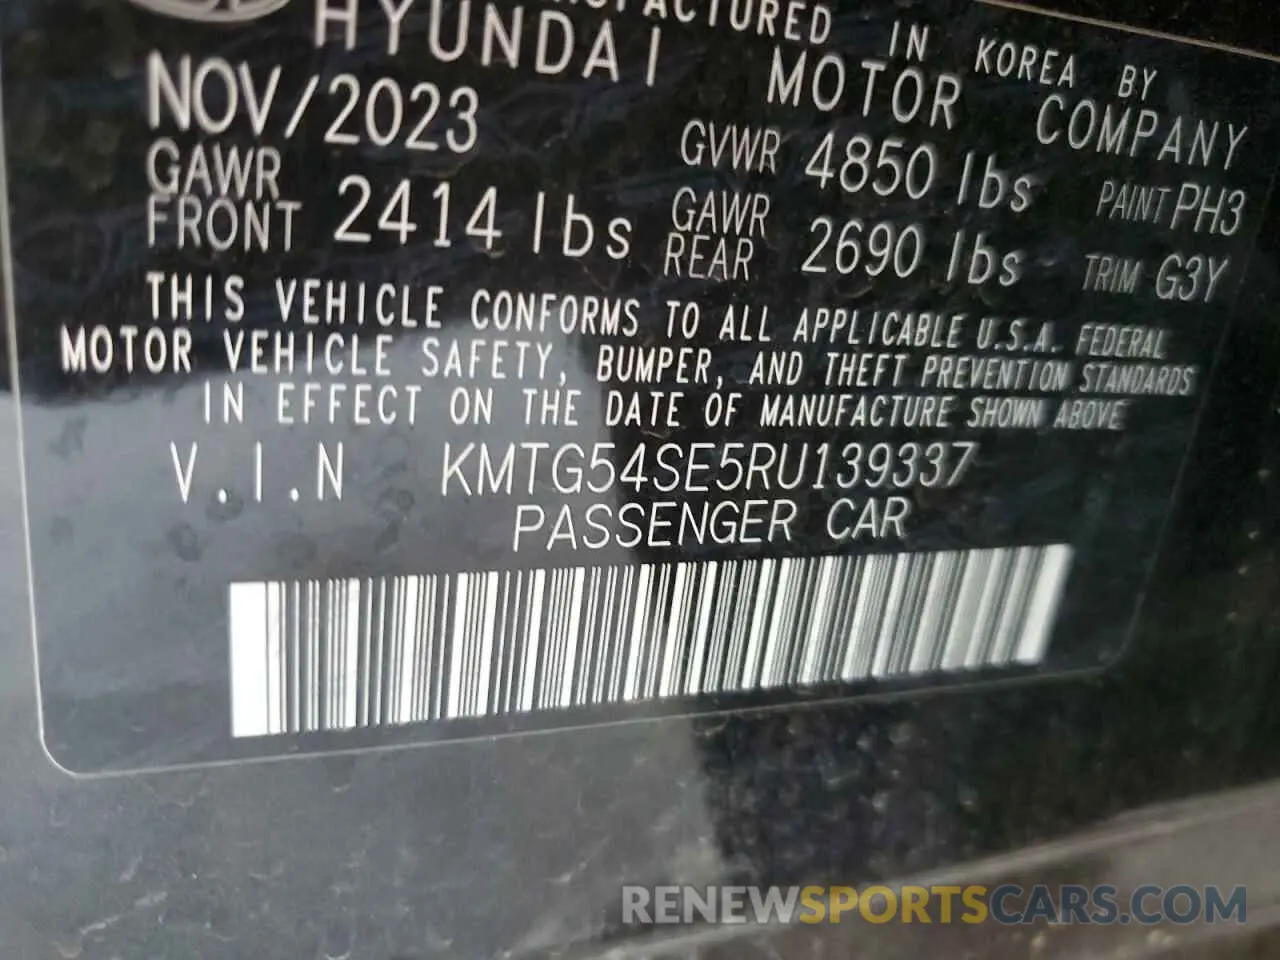 MANUFACTURED IN KOREA BY
HYUNDAI MOTOR COMPANY
NOV/2023 GVWR 4850 lbs PAINT PH3
GAWR FRONT 2414 lbs GAWR REAR 2690 lbs TRIM G3Y
THIS VEHICLE CONFORMS TO ALL APPLICABLE U.S.A. FEDERAL
MOTOR VEHICLE SAFETY, BUMPER, AND THEFT PREVENTION STANDARDS
IN EFFECT ON THE DATE OF MANUFACTURE SHOWN ABOVE
V.I.N KMTG54SE5RU139337
PASSENGER CAR
RENEWSPORTSCARS.COM